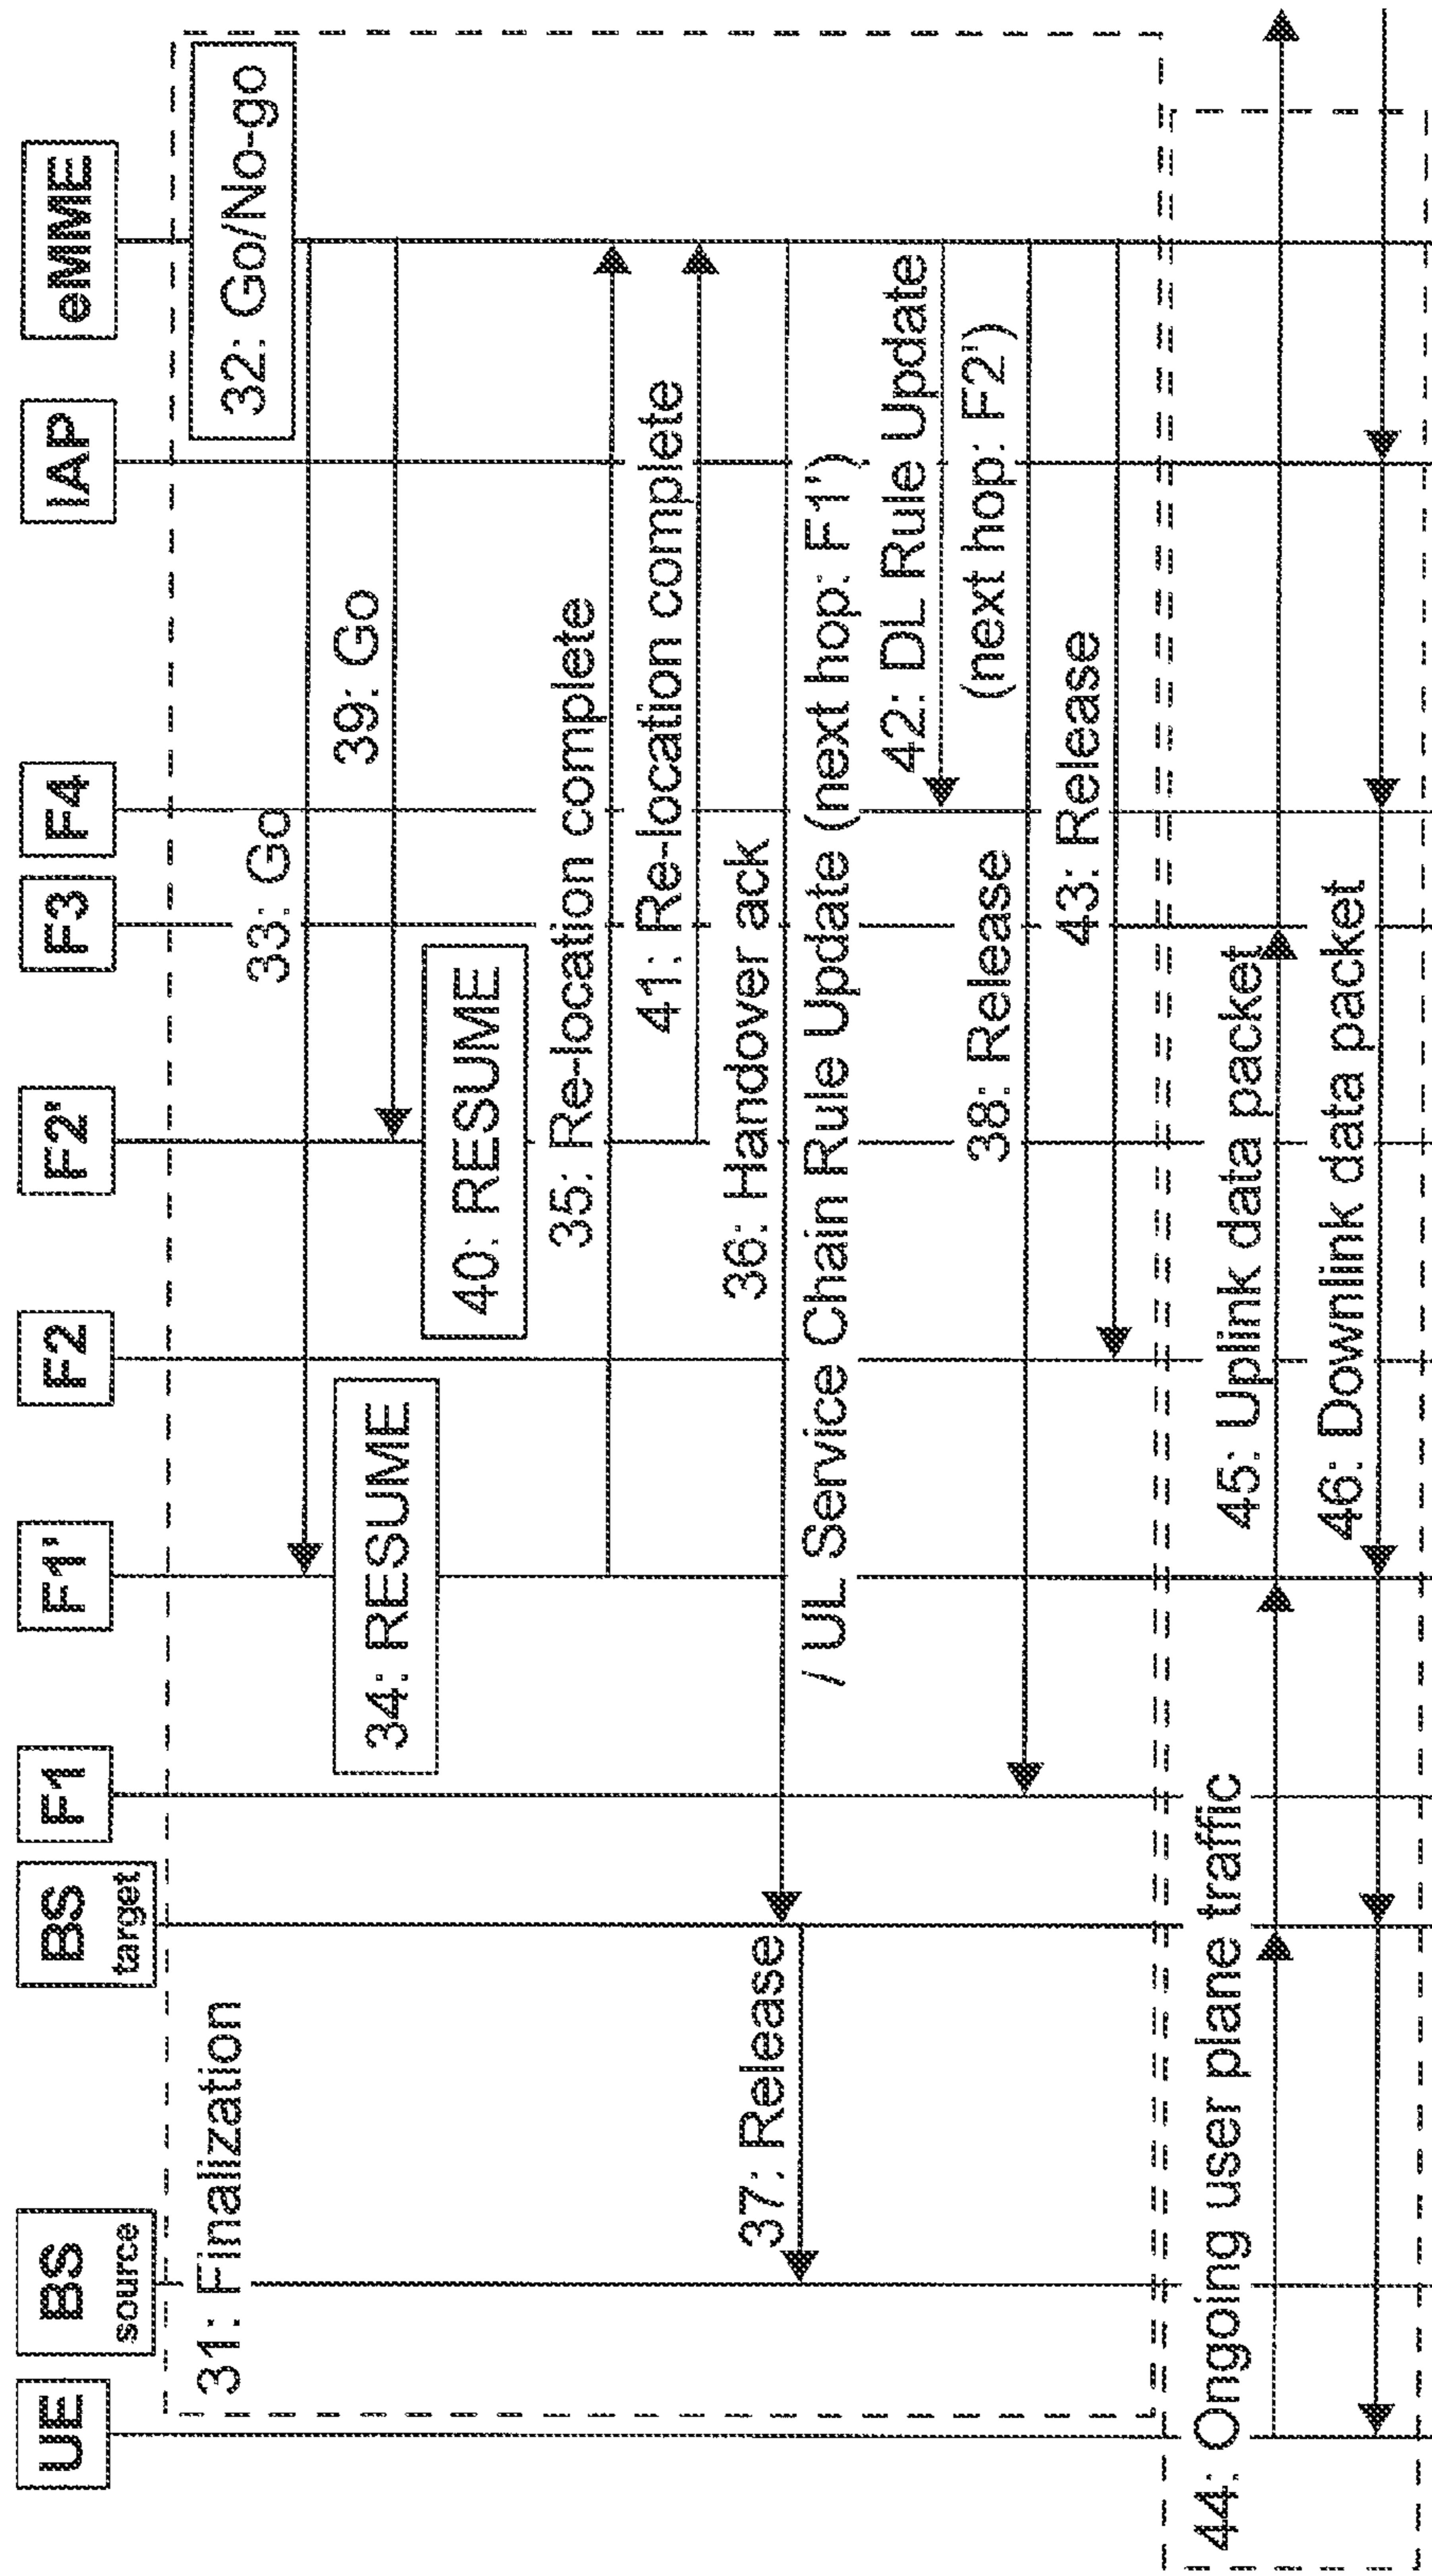 UE
BS
source
BS
target
F1
F1'
F2
F2'
F3
F4
IAP
eMME
31: Finalization
32: Go/No-go
33: Go
34: RESUME
39: Go
40: RESUME
35: Re-location complete
41: Re-location complete
36: Handover ack
/ UL Service Chain Rule Update (next hop: F1')
37: Release
42: DL Rule Update
(next hop: F2')
38: Release
43: Release
44: Ongoing user plane traffic
45: Uplink data packet
46: Downlink data packet